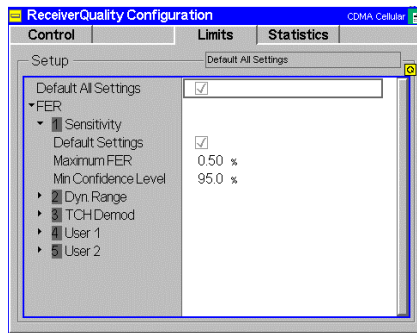 ReceiverQuality Configuration CDMA Cellular
Control Limits Statistics
Setup Default All Settings
Default All Settings
FER
1 Sensitivity
Default Settings
Maximum FER 0.50 %
Min Confidence Level 95.0 %
2 Dyn. Range
3 TCH Demod
4 User 1
5 User 2